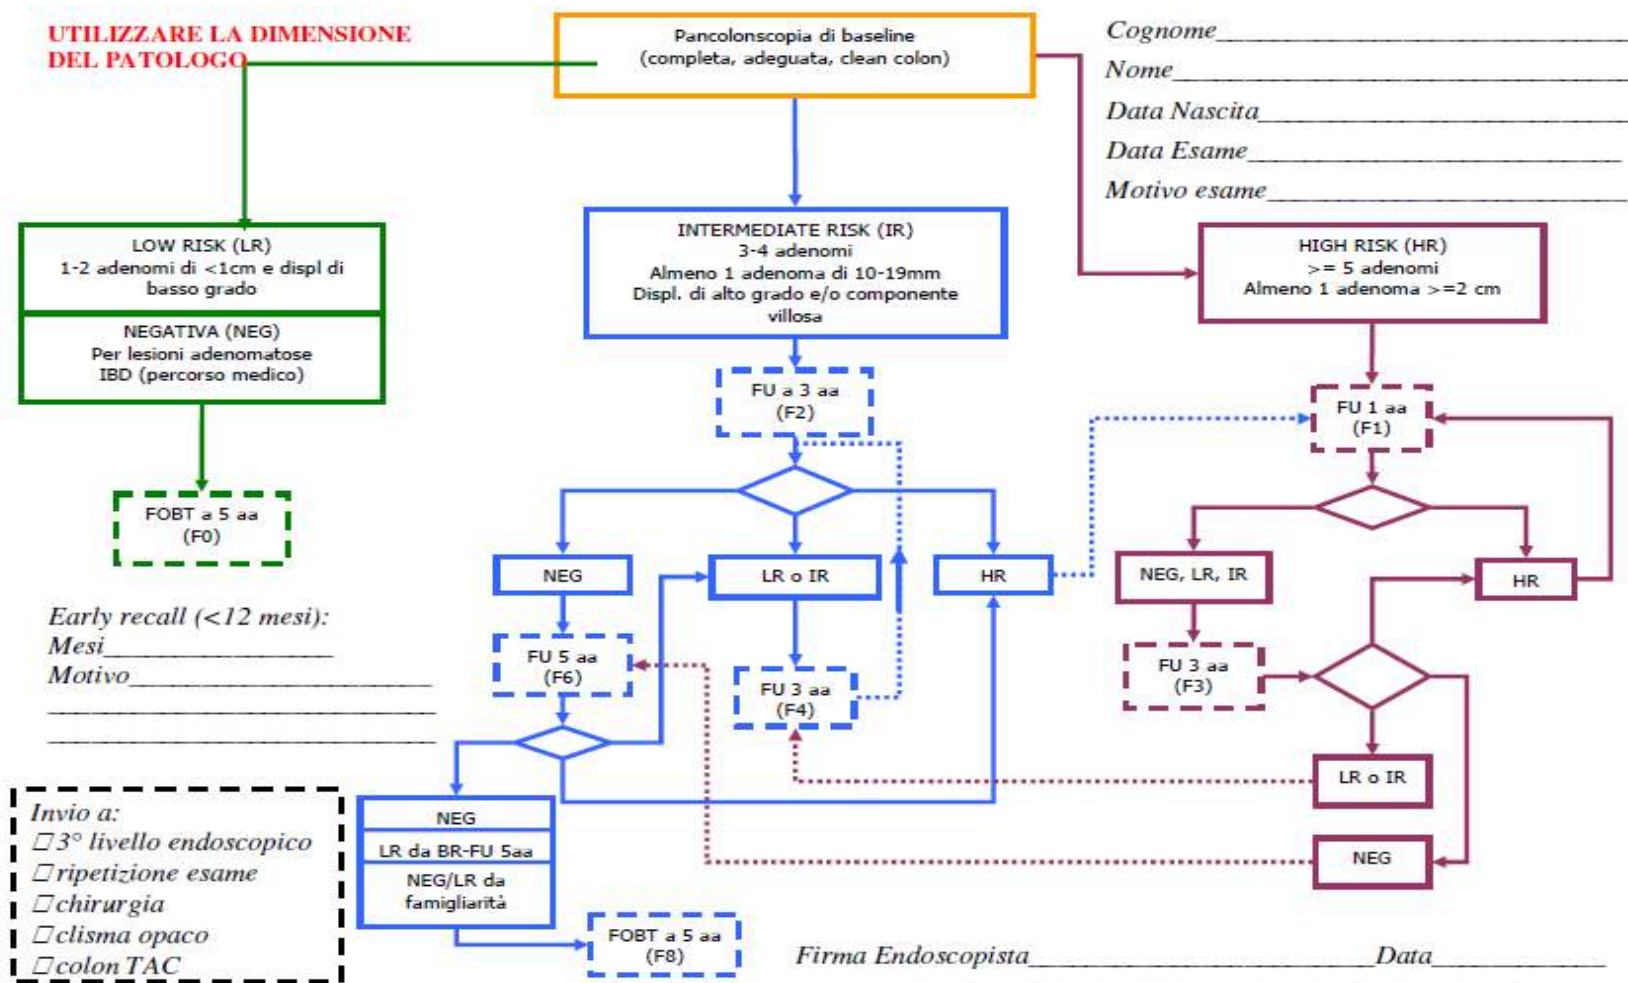 UTILIZZARE LA DIMENSIONE
DEL PATOLOGO
Pancolonscopia di baseline
(completa, adeguata, clean colon)
Cognome
Nome
Data Nascita
Data Esame
Motivo esame
LOW RISK (LR)
1-2 adenomi di <1cm e displ di
basso grado
NEGATIVA (NEG)
Per lesioni adenomatose
IBD (percorso medico)
INTERMEDIATE RISK (IR)
3-4 adenomi
Almeno 1 adenoma di 10-19mm
Displ. di alto grado e/o componente
villosa
HIGH RISK (HR)
>= 5 adenomi
Almeno 1 adenoma >=2 cm
FU a 3 aa
(F2)
FU 1 aa
(F1)
FOBT a 5 aa
(F0)
NEG
LR o IR
HR
NEG, LR, IR
HR
Early recall (<12 mesi):
Mesi
Motivo
FU 5 aa
(F6)
FU 3 aa
(F4)
FU 3 aa
(F3)
LR o IR
NEG
Invio a:
□ 3° livello endoscopico
□ ripetizione esame
□ chirurgia
□ clisma opaco
□ colon TAC
NEG
LR da BR-FU 5aa
NEG/LR da
famigliarità
FOBT a 5 aa
(F8)
Firma Endoscopista Data